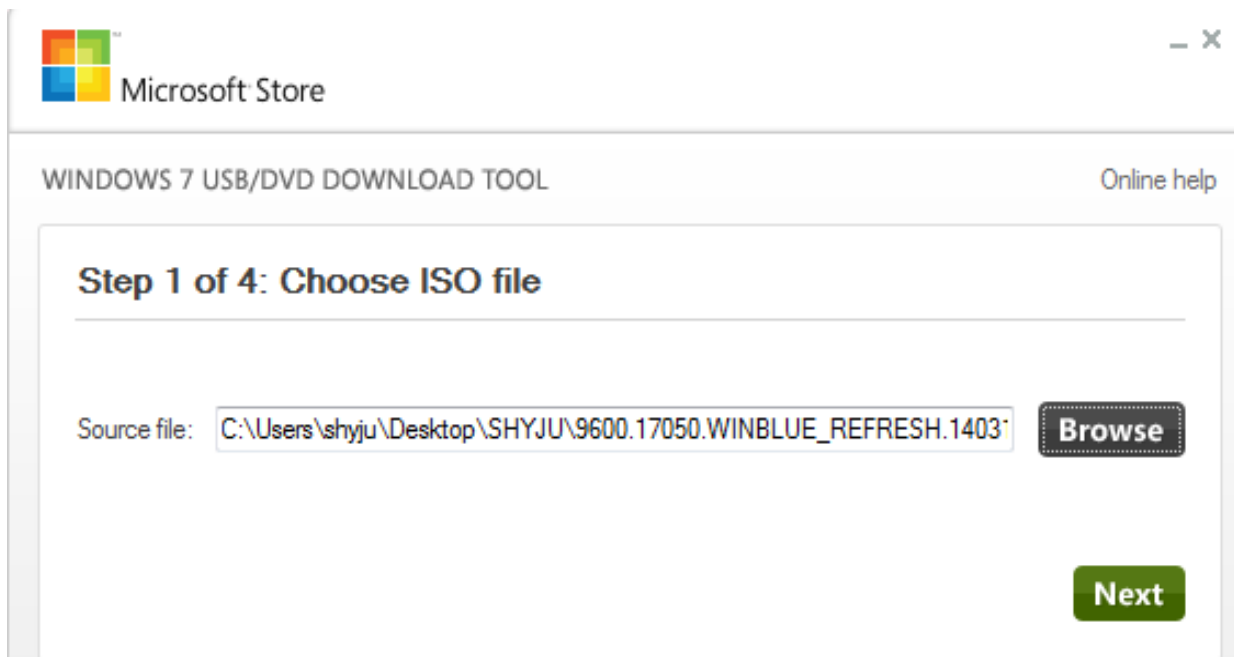 Microsoft Store
WINDOWS 7 USB/DVD DOWNLOAD TOOL
Online help
Step 1 of 4: Choose ISO file
Source file: C:\Users\shyju\Desktop\SHYJU\9600.17050.WINBLUE_REFRESH.14031
Browse
Next